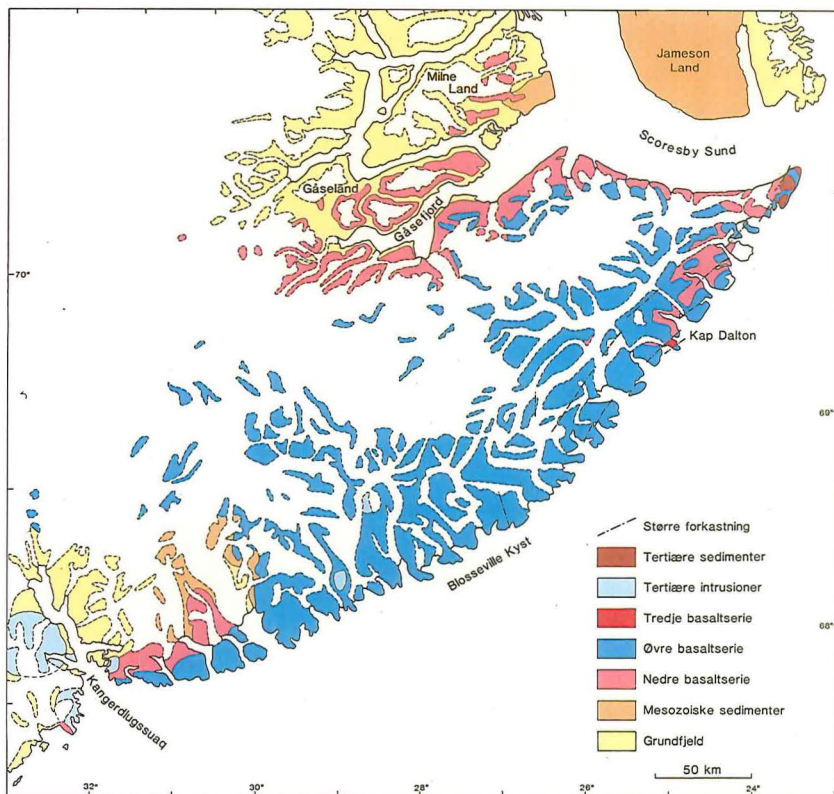 Jameson
Land
Milne
Land
Scoresby Sund
Gåseland
Gåsefjord
70°
Kap Dalton
69°
Blosseville Kyst
68°
Kangerdlugssuaq
Større forkastning
Tertiære sedimenter
Tertiære intrusioner
Tredje basaltserie
Øvre basaltserie
Nedre basaltserie
Mesozoiske sedimenter
Grundfjeld
50 km
32°
30°
28°
26°
24°